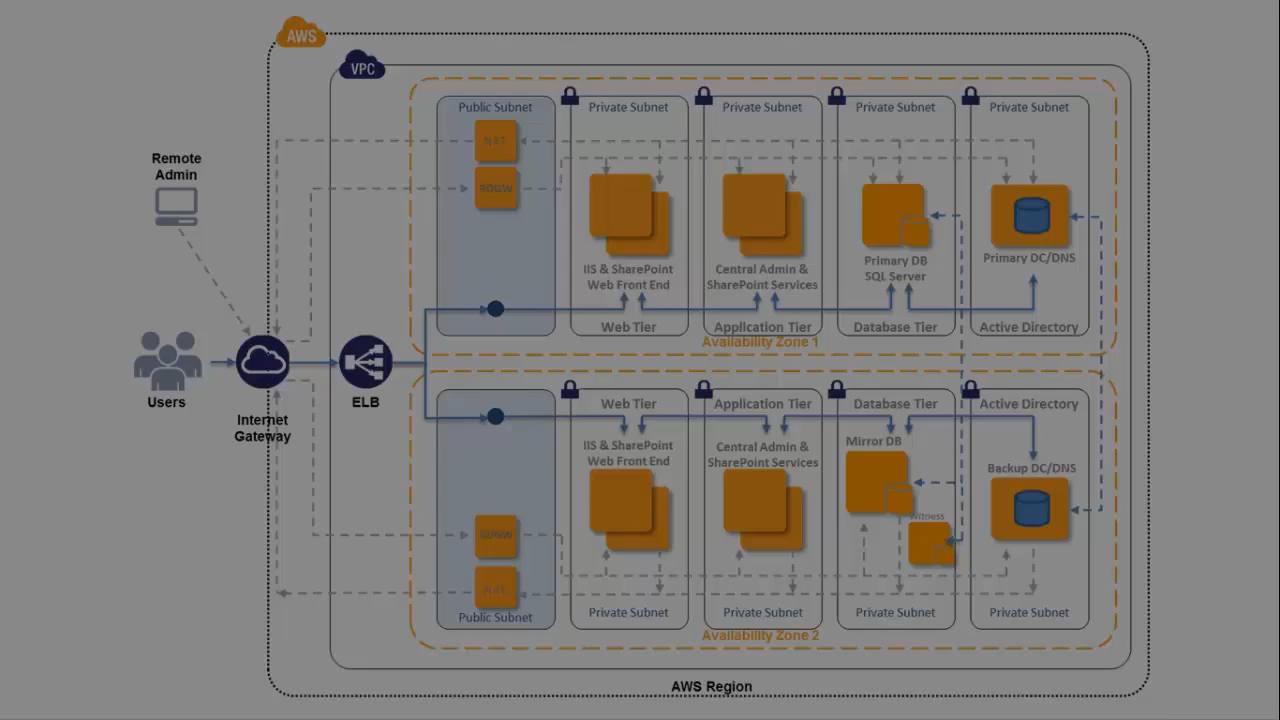 AWS
VPC
Public Subnet
Private Subnet
Private Subnet
Private Subnet
Private Subnet
NAT
RDGW
Remote
Admin
IIS & SharePoint
Web Front End
Central Admin &
SharePoint Services
Primary DB
SQL Server
Primary DC/DNS
Web Tier
Application Tier
Database Tier
Active Directory
Availability Zone 1
Users
Internet
Gateway
ELB
Web Tier
Application Tier
Database Tier
Active Directory
IIS & SharePoint
Web Front End
Central Admin &
SharePoint Services
Mirror DB
Backup DC/DNS
Witness
RDGW
NAT
Public Subnet
Private Subnet
Private Subnet
Private Subnet
Private Subnet
Availability Zone 2
AWS Region